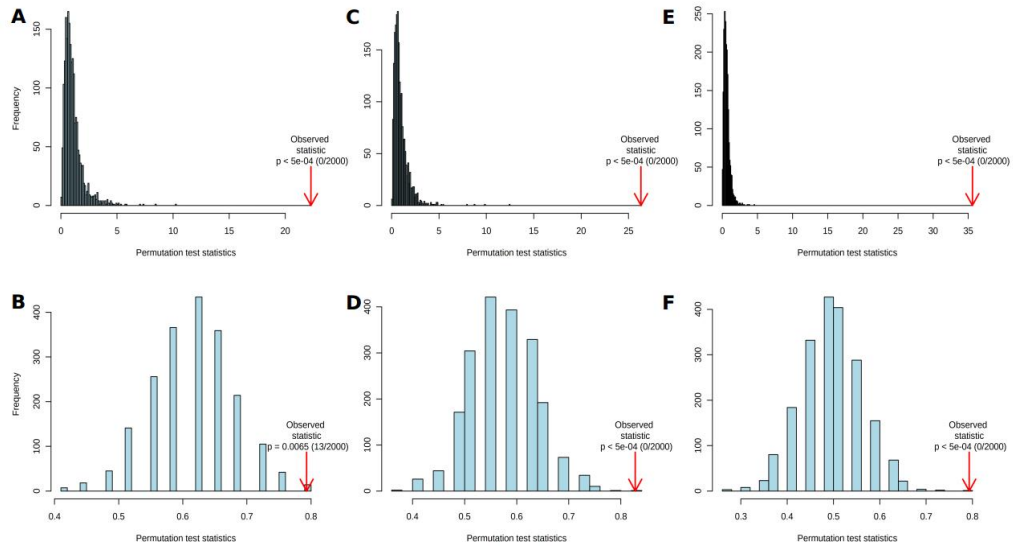 A
Frequency
0 50 100 150
Observed
statistic
p < 5e-04 (0/2000)
0 5 10 15 20
Permutation test statistics
C
0 50 100 150
Observed
statistic
p < 5e-04 (0/2000)
0 5 10 15 20 25
Permutation test statistics
E
0 50 100 150 200 250
Observed
statistic
p < 5e-04 (0/2000)
0 5 10 15 20 25 30 35
Permutation test statistics
B
Frequency
0 100 200 300 400
Observed
statistic
p = 0.0065 (13/2000)
0.4 0.5 0.6 0.7 0.8
Permutation test statistics
D
0 100 200 300 400
Observed
statistic
p < 5e-04 (0/2000)
0.4 0.5 0.6 0.7 0.8
Permutation test statistics
F
0 100 200 300 400
Observed
statistic
p < 5e-04 (0/2000)
0.3 0.4 0.5 0.6 0.7 0.8
Permutation test statistics